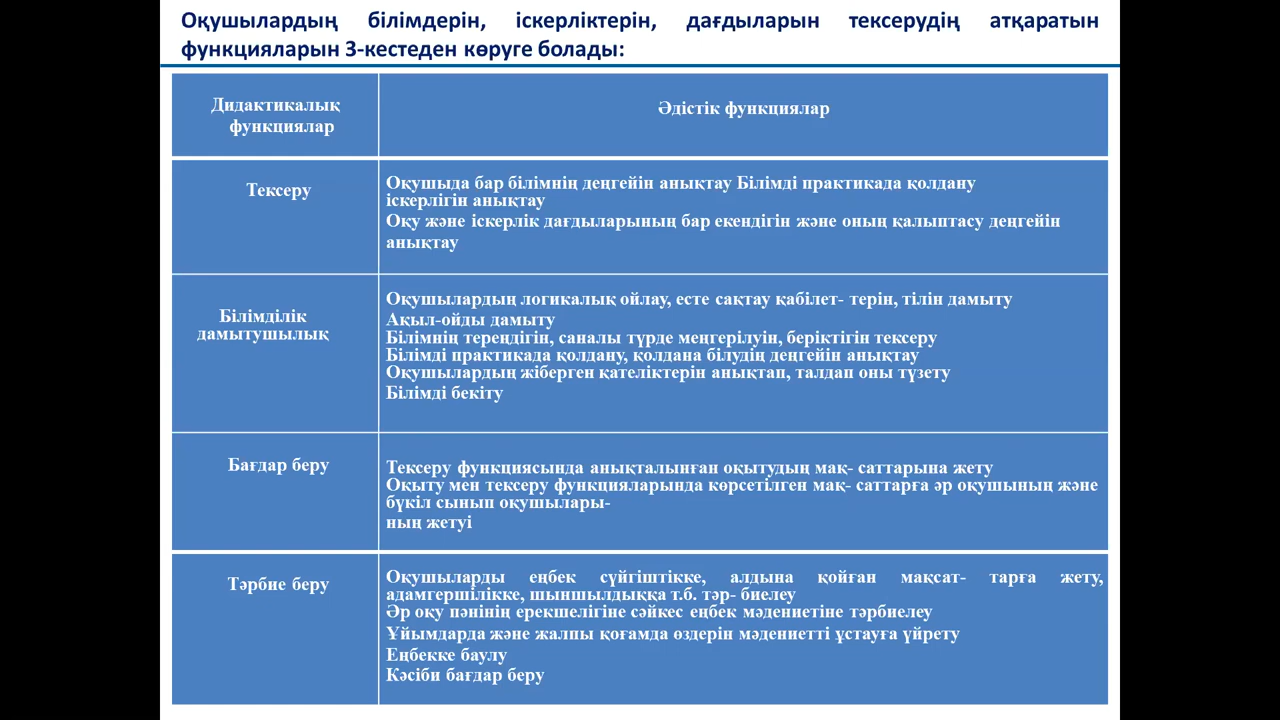 Оқушылардың білімдерін, іскерліктерін, дағдыларын тексерудің атқаратын
функцияларын 3-кестеден көруге болады:
Дидактикалық
функциялар
Әдістік функциялар
Тексеру
Оқушыда бар білімнің деңгейін анықтау Білімді практикада қолдану
іскерлігін анықтау
Оқу және іскерлік дағдыларының бар екендігін және оның қалыптасу деңгейін
анықтау
Білімділік
дамытушылық
Оқушылардың логикалық ойлау, есте сақтау қабілет- терін, тілін дамыту
Ақыл-ойды дамыту
Білімнің тереңдігін, саналы түрде меңгерілуін, беріктігін тексеру
Білімді практикада қолдану, қолдана білудің деңгейін анықтау
Оқушылардың жіберген қателіктерін анықтап, талдап оны түзету
Білімді бекіту
Бағдар беру
Тексеру функциясында анықталынған оқытудың мақ- саттарына жету
Оқыту мен тексеру функцияларында көрсетілген мақ- саттарға әр оқушының және
бүкіл сынып оқушылары-
ның жетуі
Тәрбие беру
Оқушыларды еңбек сүйгіштікке, алдына қойған мақсат- тарға жету,
адамгершілікке, шыншылдыққа т.б. тәр- биелеу
Әр оқу пәнінің ерекшелігіне сәйкес еңбек мәдениетіне тәрбиелеу
Ұйымдарда және жалпы қоғамда өздерін мәдениетті ұстауға үйрету
Еңбекке баулу
Кәсіби бағдар беру